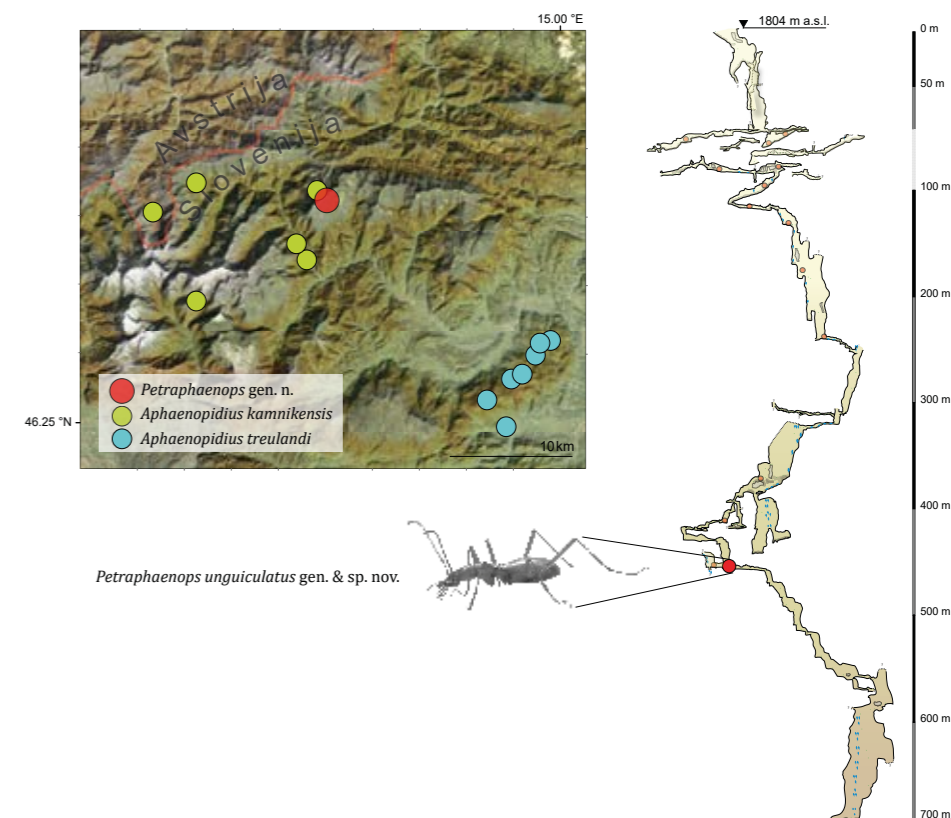 15.00 °E
1804 m a.s.l.
0 m
50 m
Avstrija
Slovenija
100 m
200 m
300 m
Petraphaenops gen. n.
Aphaenopidius kamnikensis
Aphaenopidius treulandi
46.25 °N
10km
400 m
Petraphaenops unguiculatus gen. & sp. nov.
500 m
600 m
700 m